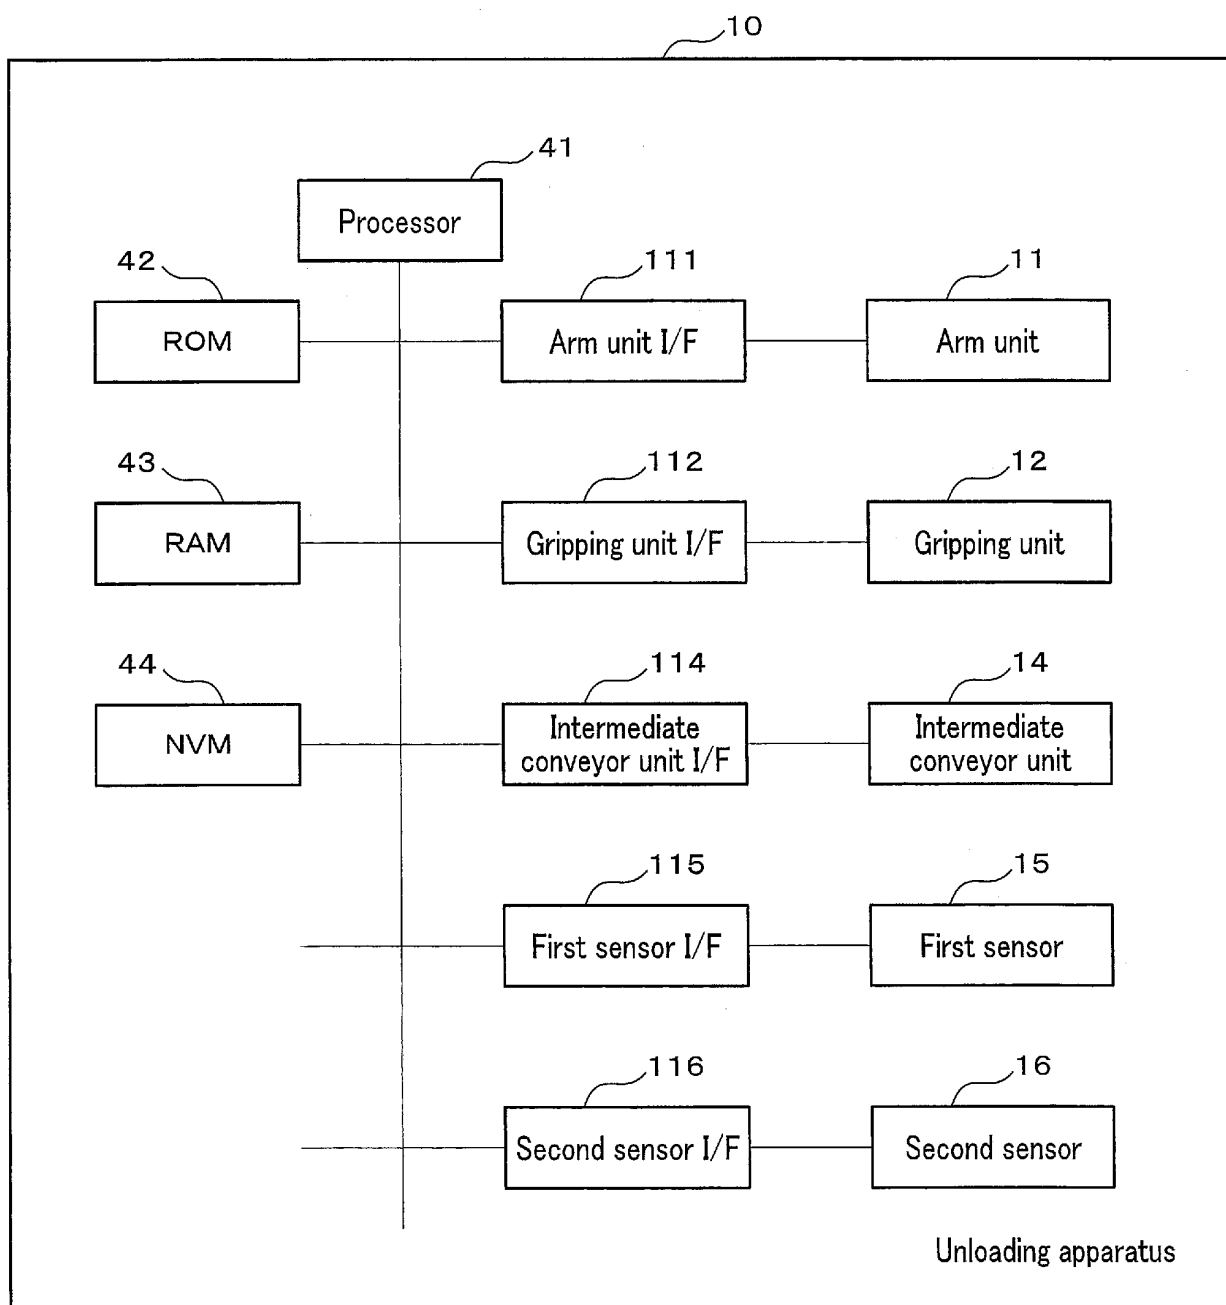 10
41
Processor
42
111
11
ROM
Arm unit I/F
Arm unit
43
112
12
RAM
Gripping unit I/F
Gripping unit
44
114
14
NVM
Intermediate
conveyor unit I/F
Intermediate
conveyor unit
115
15
First sensor I/F
First sensor
116
16
Second sensor I/F
Second sensor
Unloading apparatus